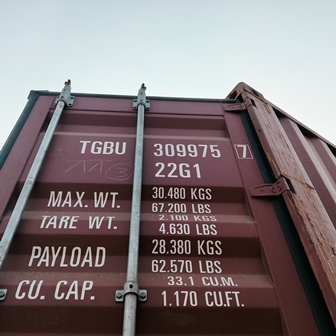 TGBU 309975 7
22G1
MAX. WT. 30.480 KGS
67.200 LBS
TARE WT. 2.100 KGS
4.630 LBS
PAYLOAD 28.380 KGS
62.570 LBS
CU. CAP. 33.1 CU.M.
1.170 CU.FT.